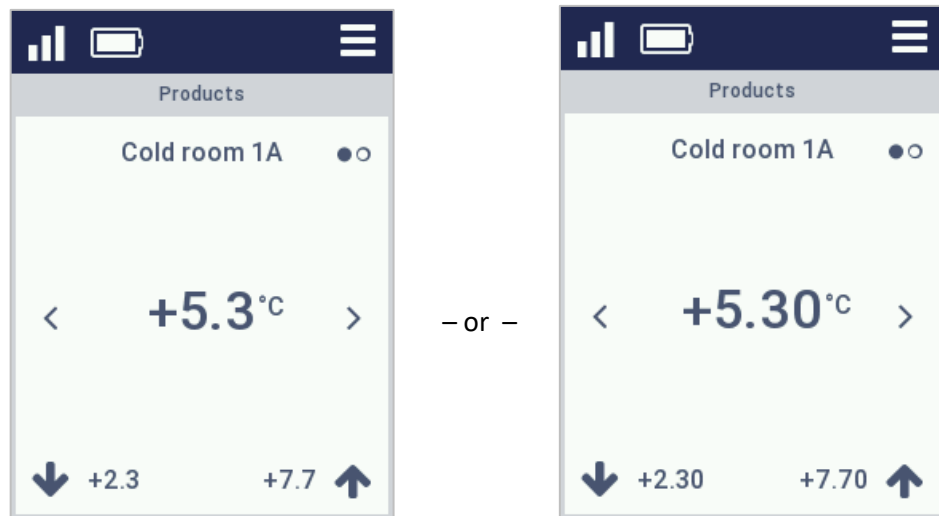 Products
Cold room 1A
+5.3°C
+2.3 +7.7
– or –
Products
Cold room 1A
+5.30°C
+2.30 +7.70